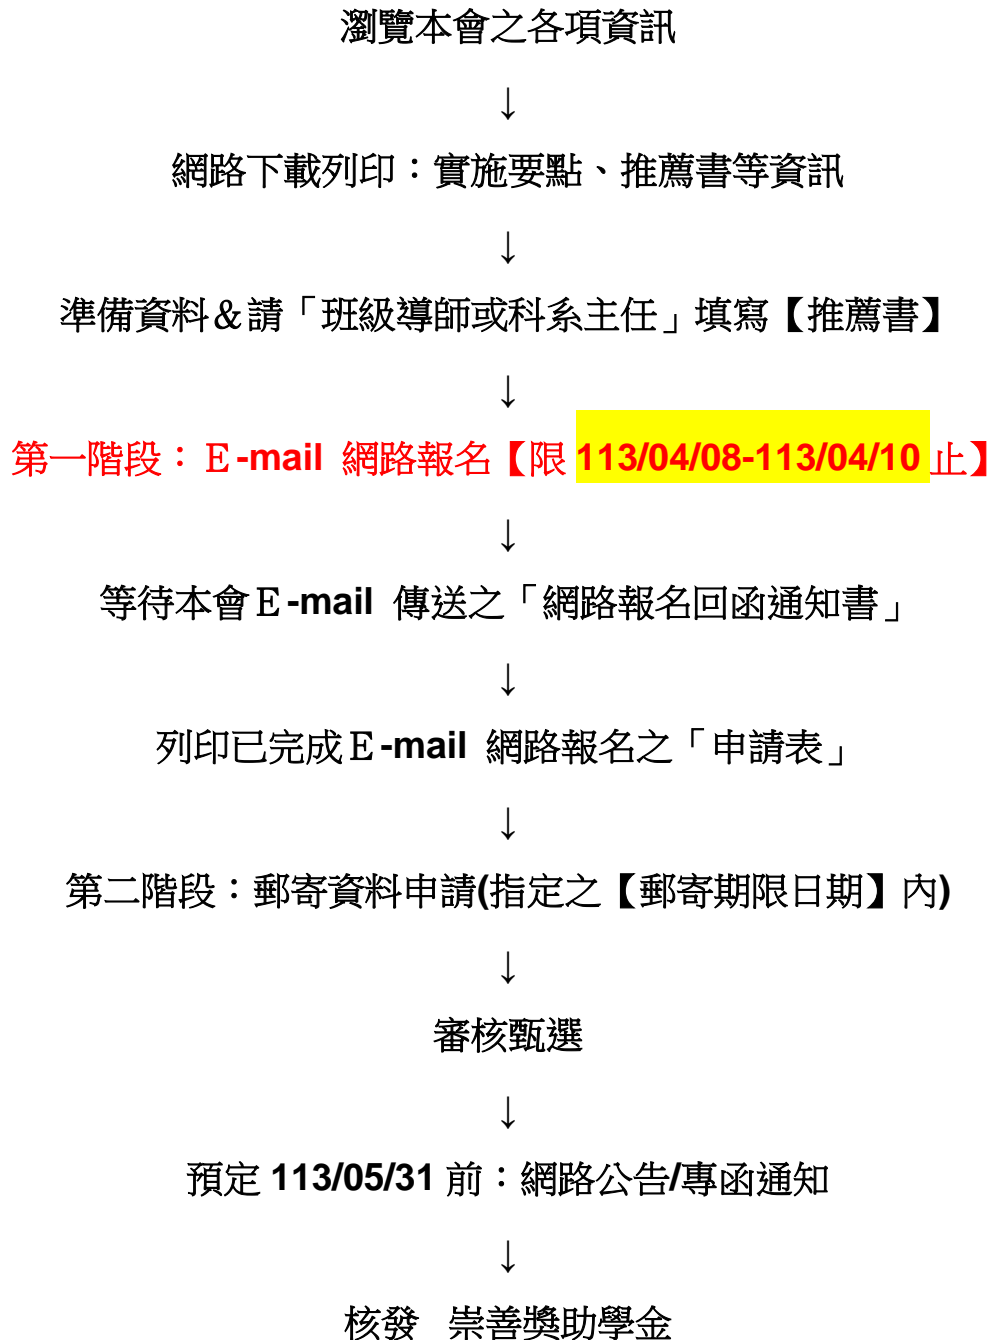 瀏覽本會之各項資訊
↓
網路下載列印：實施要點、推薦書等資訊
↓
準備資料＆請「班級導師或科系主任」填寫【推薦書】
↓
第一階段：Ｅ-mail 網路報名【限 113/04/08-113/04/10 止】
↓
等待本會Ｅ-mail 傳送之「網路報名回函通知書」
↓
列印已完成Ｅ-mail 網路報名之「申請表」
↓
第二階段：郵寄資料申請(指定之【郵寄期限日期】內)
↓
審核甄選
↓
預定 113/05/31 前：網路公告/專函通知
↓
核發 崇善獎助學金